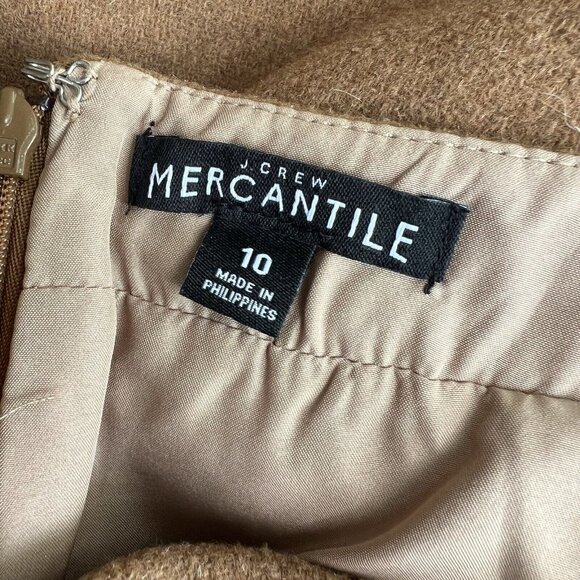 J.CREW
MERCANTILE
10
MADE IN
PHILIPPINES